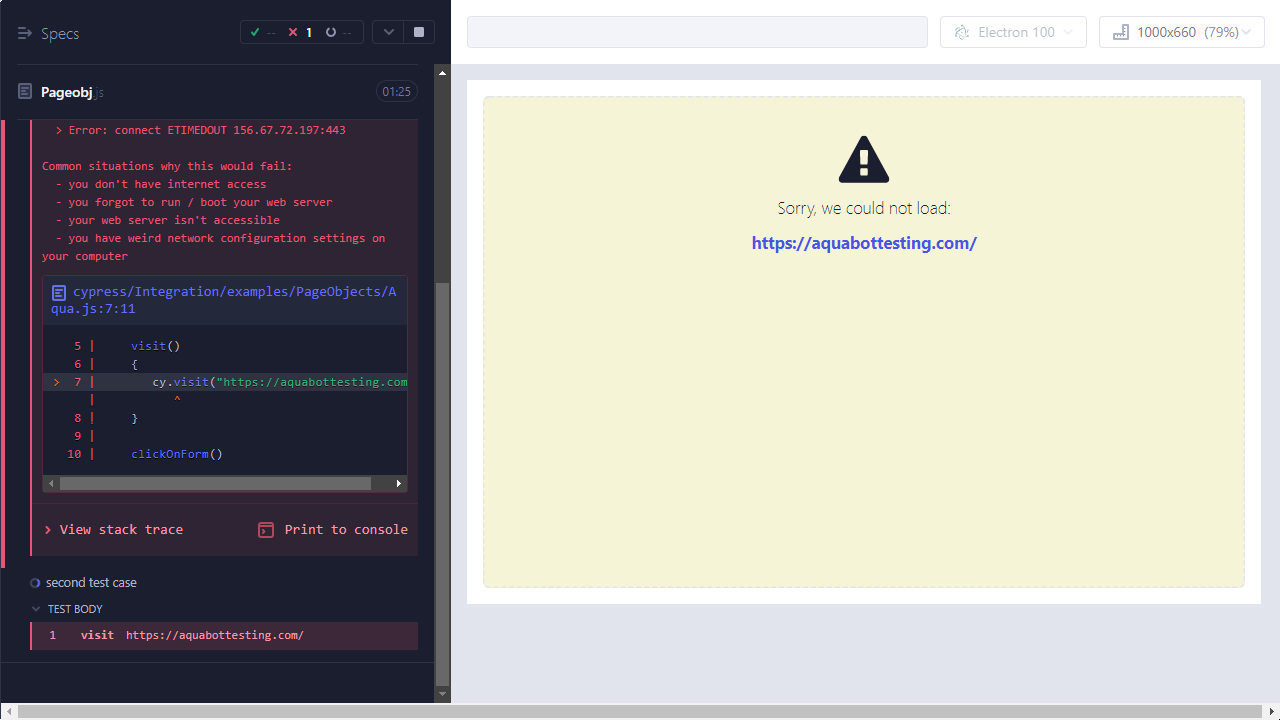 Specs
-- 1 --
Electron 100
1000x660 (79%)
Pageobj.js
01:25
> Error: connect ETIMEDOUT 156.67.72.197:443
Common situations why this would fail:
- you don't have internet access
- you forgot to run / boot your web server
- your web server isn't accessible
- you have weird network configuration settings on
your computer
cypress/Integration/examples/PageObjects/A
qua.js:7:11
5 | visit()
6 | {
> 7 | cy.visit("https://aquabottesting.com
| ^
8 | }
9 |
10 | clickOnForm()
> View stack trace
Print to console
second test case
TEST BODY
1 visit https://aquabottesting.com/
Sorry, we could not load:
https://aquabottesting.com/